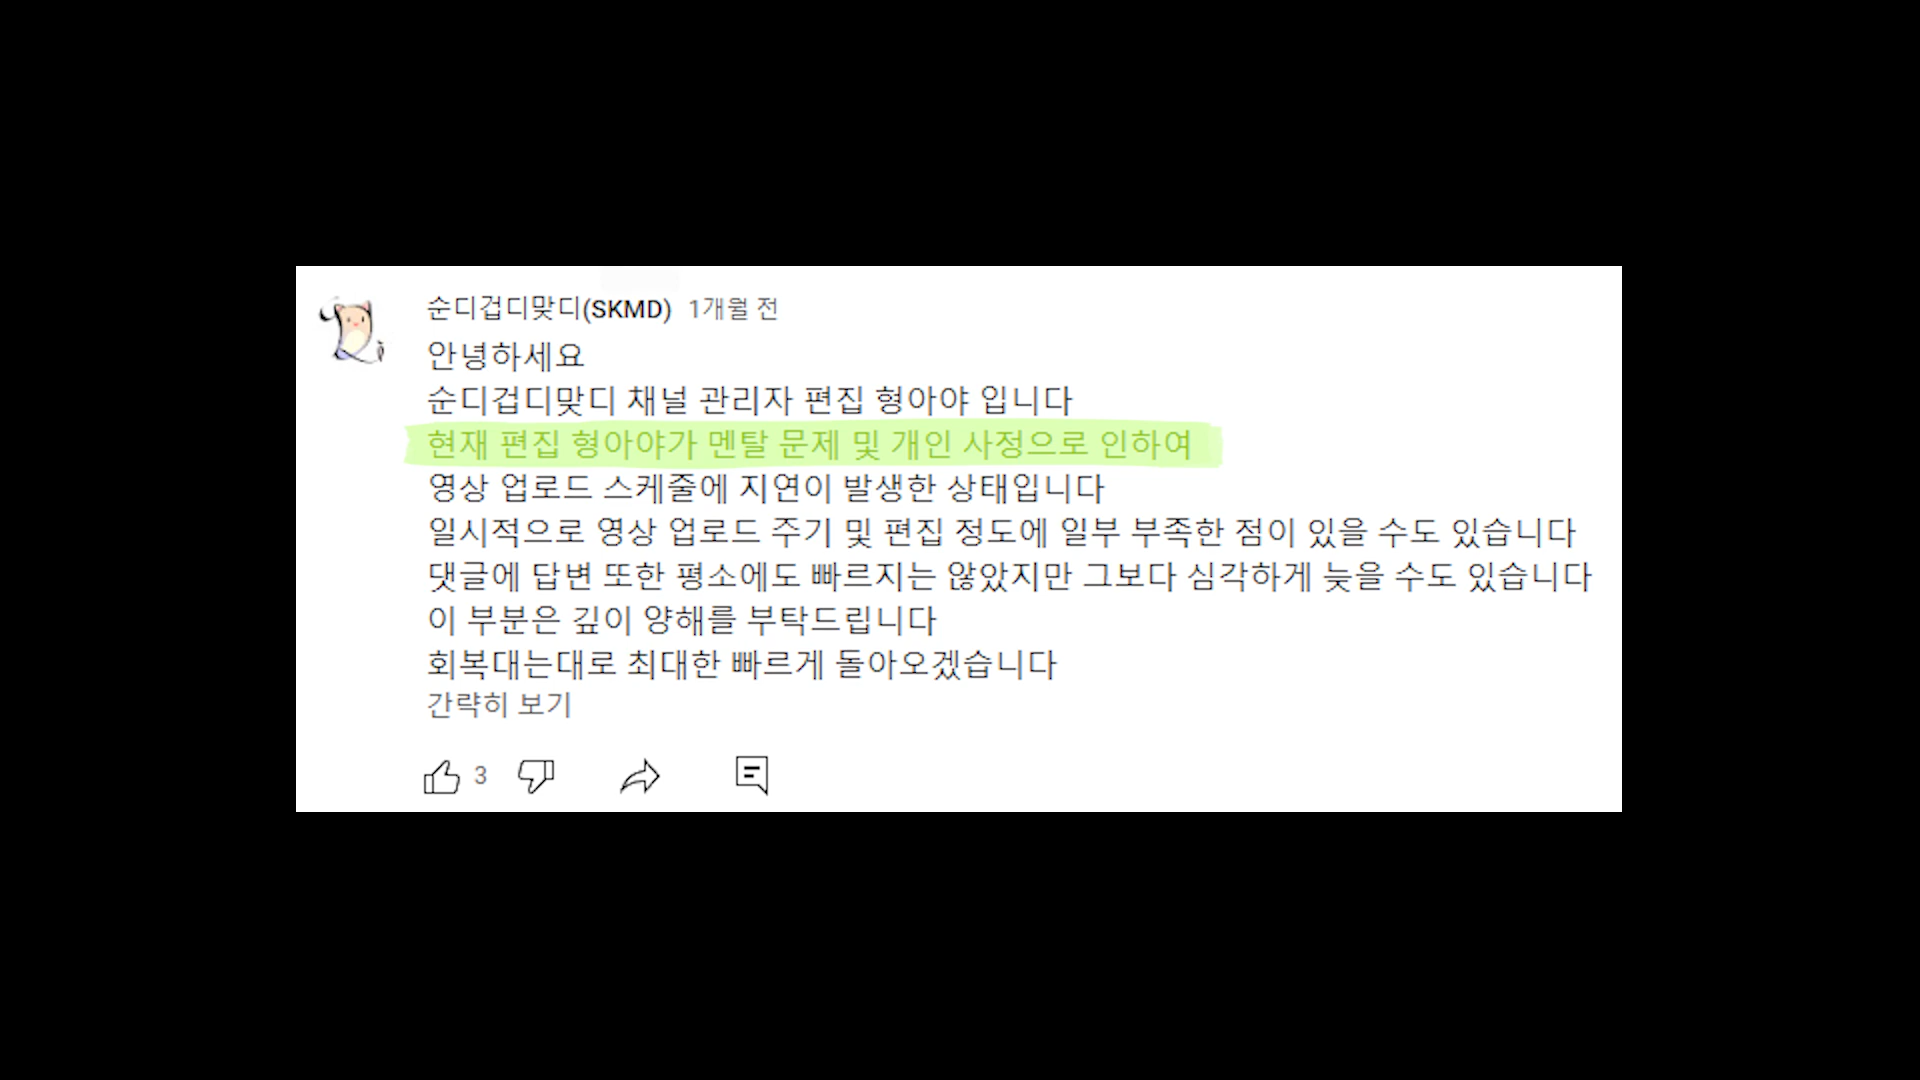 순디겁디맞디(SKMD) 1개월 전
안녕하세요
순디겁디맞디 채널 관리자 편집 형아야 입니다
현재 편집 형아야가 멘탈 문제 및 개인 사정으로 인하여
영상 업로드 스케줄에 지연이 발생한 상태입니다
일시적으로 영상 업로드 주기 및 편집 정도에 일부 부족한 점이 있을 수도 있습니다
댓글에 답변 또한 평소에도 빠르지는 않았지만 그보다 심각하게 늦을 수도 있습니다
이 부분은 깊이 양해를 부탁드립니다
회복대는대로 최대한 빠르게 돌아오겠습니다
간략히 보기
3